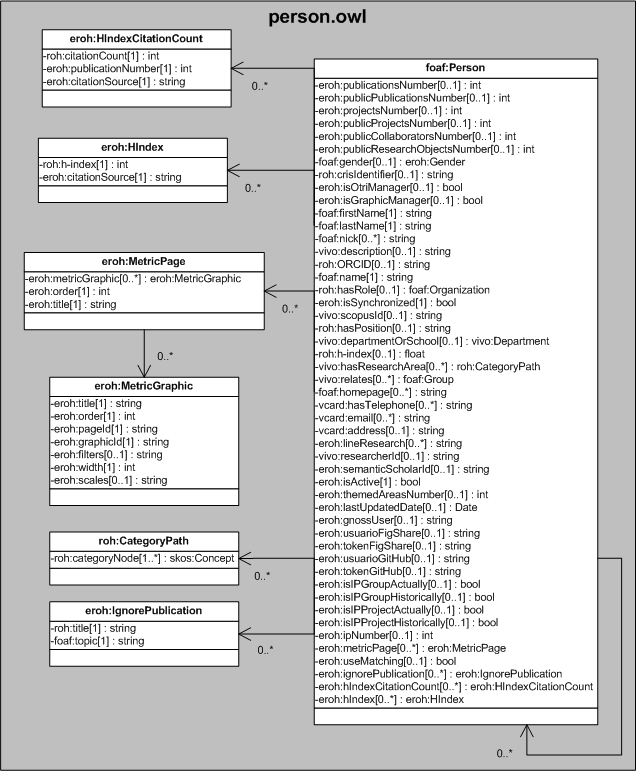 person.owl
eroh:HIndexCitationCount
-roh:citationCount[1] : int
-eroh:publicationNumber[1] : int
-eroh:citationSource[1] : string
0..*
eroh:HIndex
-roh:h-index[1] : int
-eroh:citationSource[1] : string
0..*
eroh:MetricPage
-eroh:metricGraphic[0..*] : eroh:MetricGraphic
-eroh:order[1] : int
-eroh:title[1] : string
0..*
0..*
eroh:MetricGraphic
-eroh:title[1] : string
-eroh:order[1] : int
-eroh:pageId[1] : string
-eroh:graphicId[1] : string
-eroh:filters[0..1] : string
-eroh:width[1] : int
-eroh:scales[0..1] : string
roh:CategoryPath
-roh:categoryNode[1..*] : skos:Concept
0..*
eroh:IgnorePublication
-roh:title[1] : string
-foaf:topic[1] : string
0..*
foaf:Person
-eroh:publicationsNumber[0..1] : int
-eroh:publicPublicationsNumber[0..1] : int
-eroh:projectsNumber[0..1] : int
-eroh:publicProjectsNumber[0..1] : int
-eroh:publicCollaboratorsNumber[0..1] : int
-eroh:publicResearchObjectsNumber[0..1] : int
-foaf:gender[0..1] : eroh:Gender
-roh:crisIdentifier[0..1] : string
-eroh:isOtriManager[0..1] : bool
-eroh:isGraphicManager[0..1] : bool
-foaf:firstName[1] : string
-foaf:lastName[1] : string
-foaf:nick[0..*] : string
-vivo:description[0..1] : string
-roh:ORCID[0..1] : string
-foaf:name[1] : string
-roh:hasRole[0..1] : foaf:Organization
-eroh:isSynchronized[1] : bool
-vivo:scopusId[0..1] : string
-roh:hasPosition[0..1] : string
-vivo:departmentOrSchool[0..1] : vivo:Department
-roh:h-index[0..1] : float
-vivo:hasResearchArea[0..*] : roh:CategoryPath
-vivo:relates[0..*] : foaf:Group
-foaf:homepage[0..*] : string
-vcard:hasTelephone[0..*] : string
-vcard:email[0..*] : string
-vcard:address[0..1] : string
-eroh:lineResearch[0..*] : string
-vivo:researcherId[0..1] : string
-eroh:semanticScholarId[0..1] : string
-eroh:isActive[1] : bool
-eroh:themedAreasNumber[0..1] : int
-eroh:lastUpdatedDate[0..1] : Date
-eroh:gnossUser[0..1] : string
-eroh:usuarioFigShare[0..1] : string
-eroh:tokenFigShare[0..1] : string
-eroh:usuarioGitHub[0..1] : string
-eroh:tokenGitHub[0..1] : string
-eroh:isIPGroupActually[0..1] : bool
-eroh:isIPGroupHistorically[0..1] : bool
-eroh:isIPProjectActually[0..1] : bool
-eroh:isIPProjectHistorically[0..1] : bool
-eroh:ipNumber[0..1] : int
-eroh:metricPage[0..*] : eroh:MetricPage
-eroh:useMatching[0..1] : bool
-eroh:ignorePublication[0..*] : eroh:IgnorePublication
-eroh:hIndexCitationCount[0..*] : eroh:HIndexCitationCount
-eroh:hIndex[0..*] : eroh:HIndex
0..*